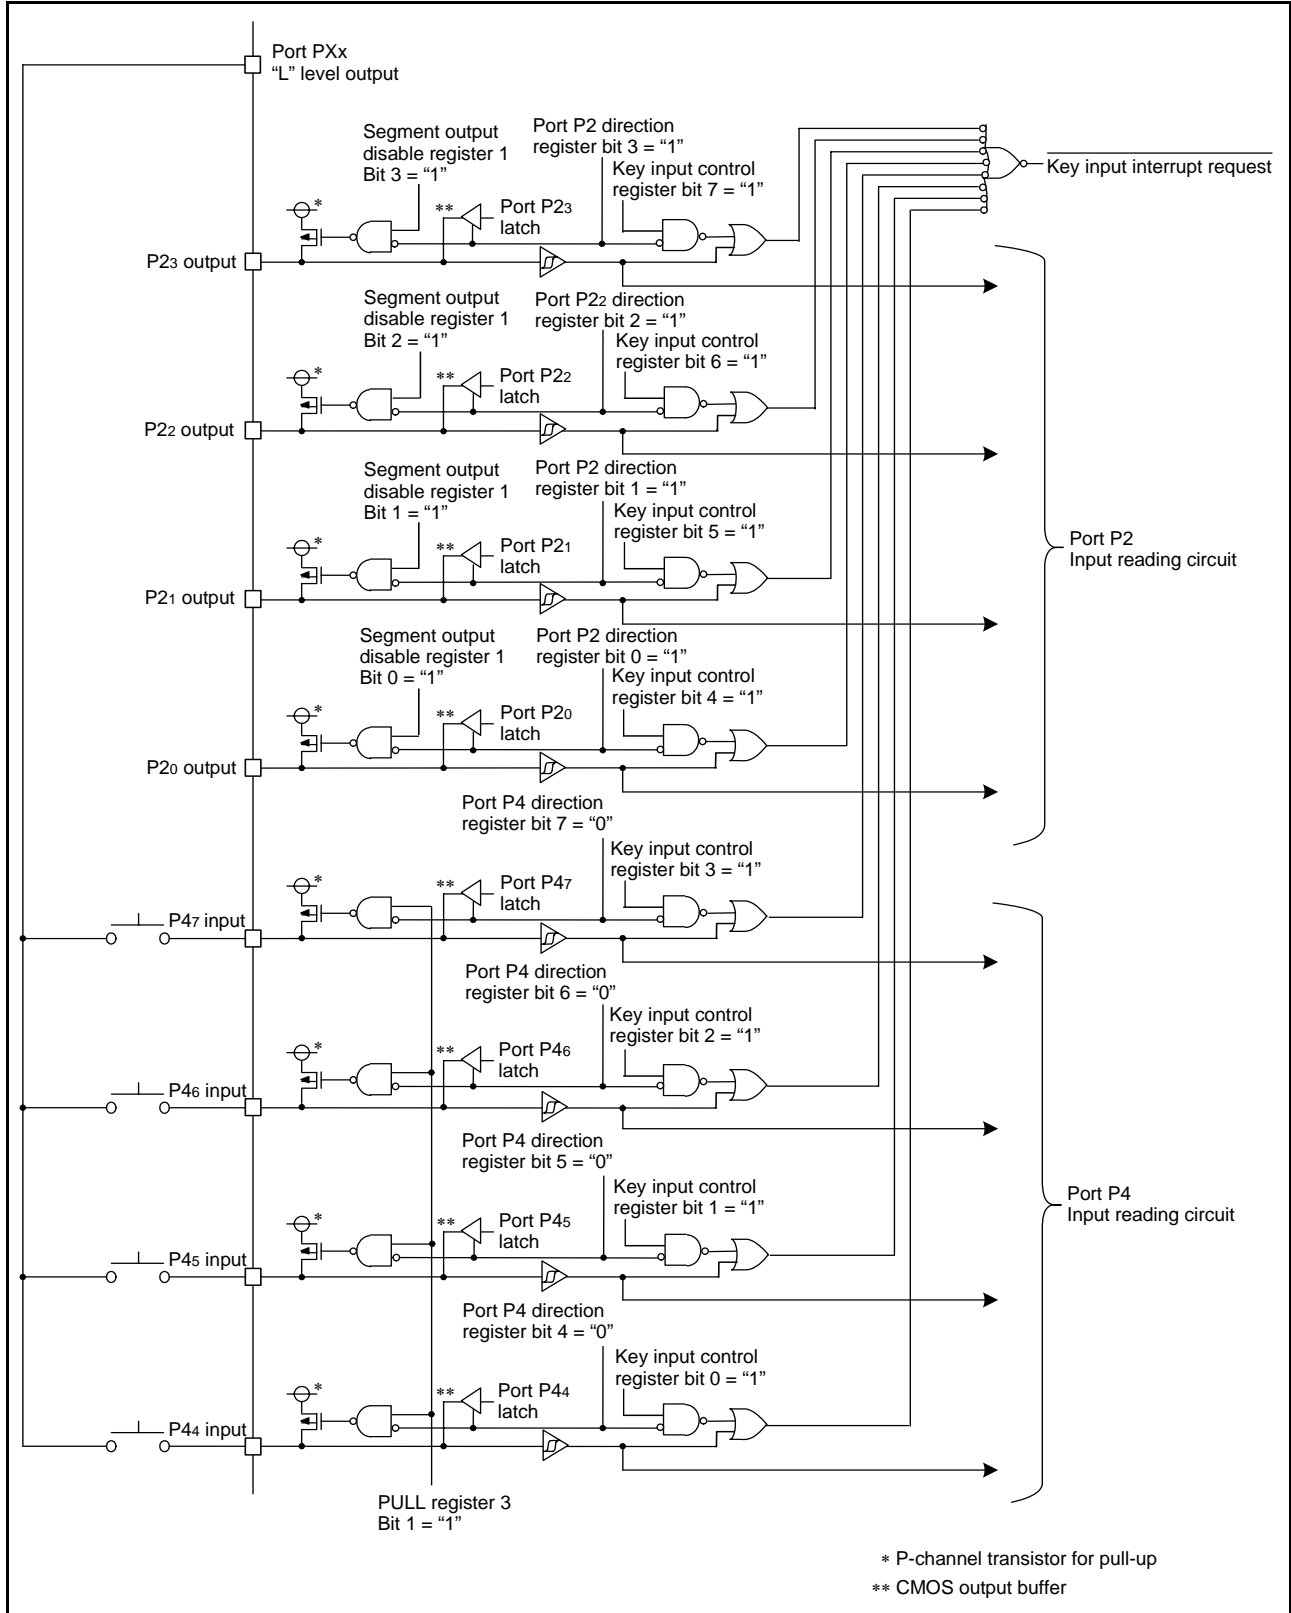 Port PXx
“L” level output
Segment output
disable register 1
Bit 3 = “1”
Port P2 direction
register bit 3 = “1”
Key input control
register bit 7 = “1”
Key input interrupt request
*
**
Port P23
latch
P23 output
Segment output
disable register 1
Bit 2 = “1”
Port P22 direction
register bit 2 = “1”
Key input control
register bit 6 = “1”
*
**
Port P22
latch
P22 output
Segment output
disable register 1
Bit 1 = “1”
Port P2 direction
register bit 1 = “1”
Key input control
register bit 5 = “1”
*
**
Port P21
latch
P21 output
Port P2
Input reading circuit
Segment output
disable register 1
Bit 0 = “1”
Port P2 direction
register bit 0 = “1”
Key input control
register bit 4 = “1”
*
**
Port P20
latch
P20 output
Port P4 direction
register bit 7 = “0”
Key input control
register bit 3 = “1”
*
**
Port P47
latch
P47 input
Port P4 direction
register bit 6 = “0”
Key input control
register bit 2 = “1”
*
**
Port P46
latch
P46 input
Port P4 direction
register bit 5 = “0”
Key input control
register bit 1 = “1”
*
**
Port P45
latch
P45 input
Port P4
Input reading circuit
Port P4 direction
register bit 4 = “0”
Key input control
register bit 0 = “1”
*
**
Port P44
latch
P44 input
PULL register 3
Bit 1 = “1”
* P-channel transistor for pull-up
** CMOS output buffer